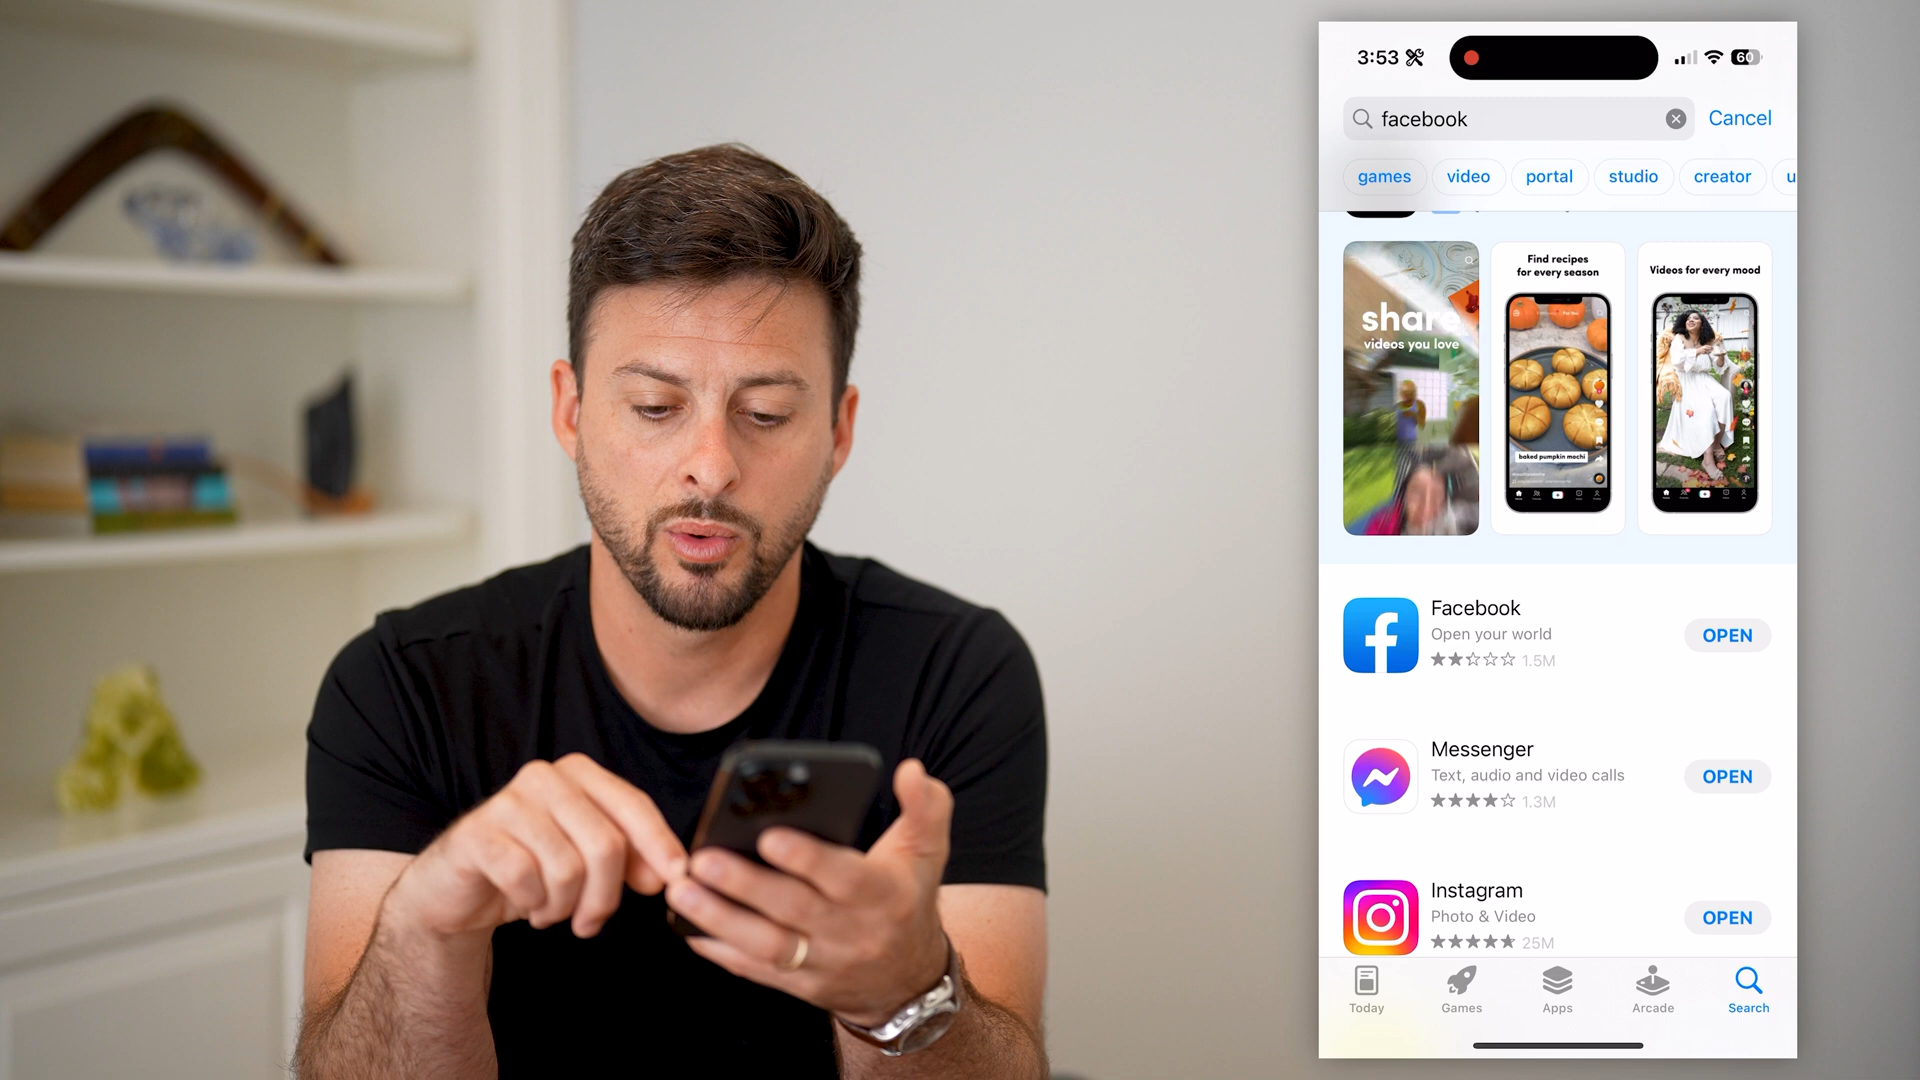 3:53
60
facebook
Cancel
games
video
portal
studio
creator
u
share
videos you love
Find recipes
for every season
baked pumpkin mochi
Videos for every mood
Facebook
Open your world
1.5M
OPEN
Messenger
Text, audio and video calls
1.3M
OPEN
Instagram
Photo & Video
25M
OPEN
Today
Games
Apps
Arcade
Search